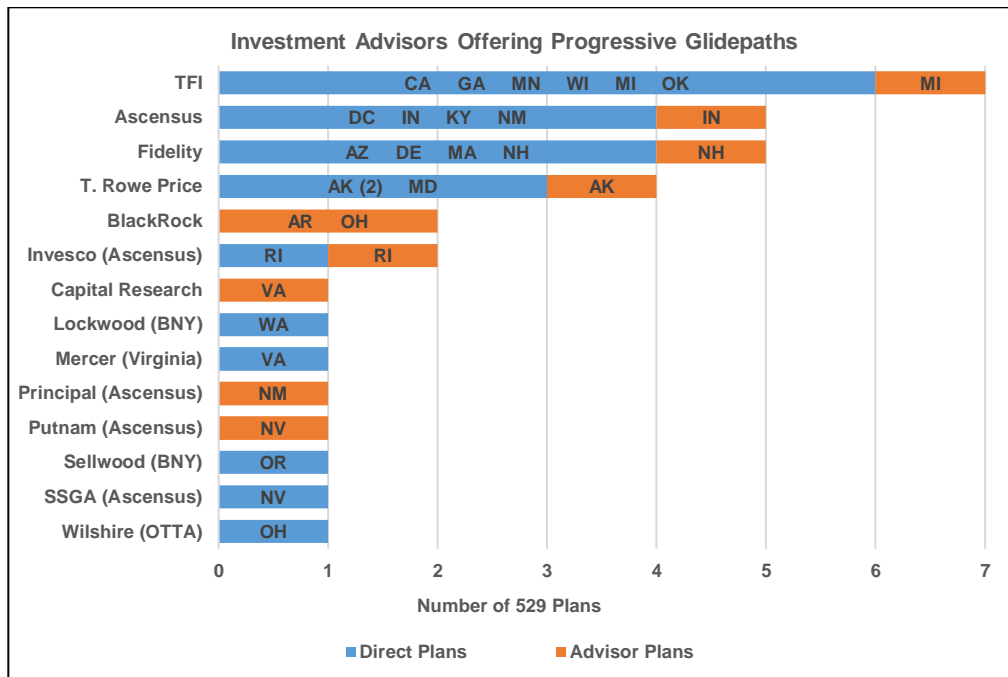 Investment Advisors Offering Progressive Glidepaths
TFI CA GA MN WI MI OK MI
Ascensus DC IN KY NM IN
Fidelity AZ DE MA NH NH
T. Rowe Price AK (2) MD AK
BlackRock AR OH
Invesco (Ascensus) RI RI
Capital Research VA
Lockwood (BNY) WA
Mercer (Virginia) VA
Principal (Ascensus) NM
Putnam (Ascensus) NV
Sellwood (BNY) OR
SSGA (Ascensus) NV
Wilshire (OTTA) OH
0 1 2 3 4 5 6 7
Number of 529 Plans
Direct Plans Advisor Plans